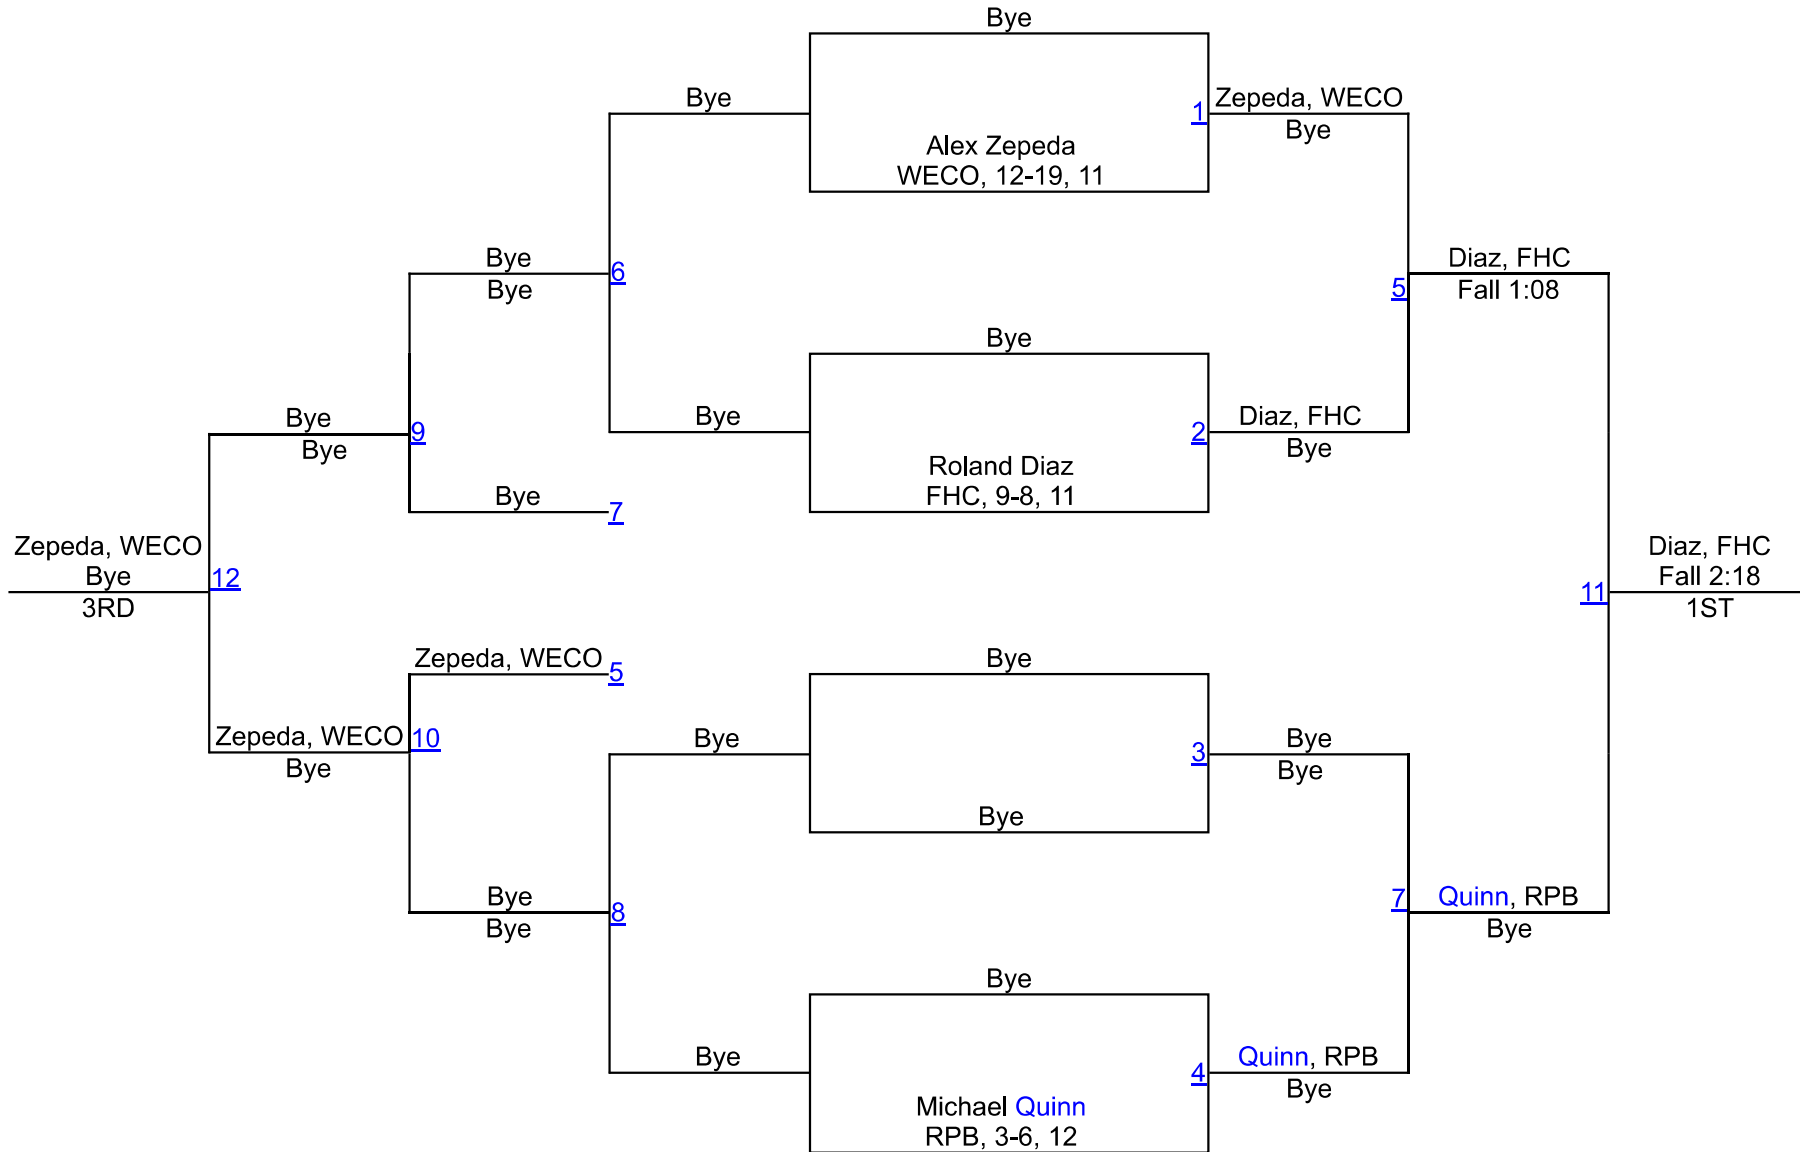 Bye
Bye
1
Zepeda, WECO
Bye
Alex Zepeda
WECO, 12-19, 11
Bye
Bye
6
Diaz, FHC
Fall 1:08
5
Bye
Bye
2
Diaz, FHC
Bye
Roland Diaz
FHC, 9-8, 11
Bye
Bye
9
Bye
7
Zepeda, WECO
Bye
3RD
12
Diaz, FHC
Fall 2:18
1ST
11
Zepeda, WECO
5
Bye
Zepeda, WECO
Bye
10
Bye
3
Bye
Bye
Bye
Bye
Bye
8
7
Quinn, RPB
Bye
Bye
Bye
4
Quinn, RPB
Bye
Michael Quinn
RPB, 3-6, 12